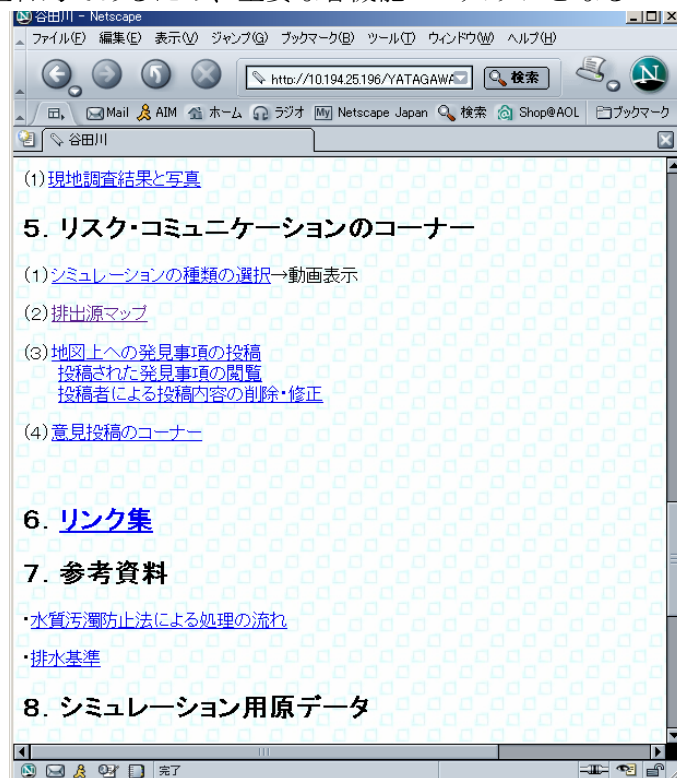 谷田川 - Netscape
ファイル(F) 編集(E) 表示(V) ジャンプ(G) ブックマーク(B) ツール(T) ウィンドウ(W) ヘルプ(H)
http://10.194.25.196/YATAGAWA 検索
Mail AIM ホーム ラジオ My Netscape Japan 検索 Shop@AOL ブックマーク
谷田川
(1)現地調査結果と写真
5. リスク・コミュニケーションのコーナー
(1)シミュレーションの種類の選択→動画表示
(2)排出源マップ
(3)地図上への発見事項の投稿
投稿された発見事項の閲覧
投稿者による投稿内容の削除・修正
(4)意見投稿のコーナー
6. リンク集
7. 参考資料
・水質汚濁防止法による処理の流れ
・排水基準
8. シミュレーション用原データ
完了